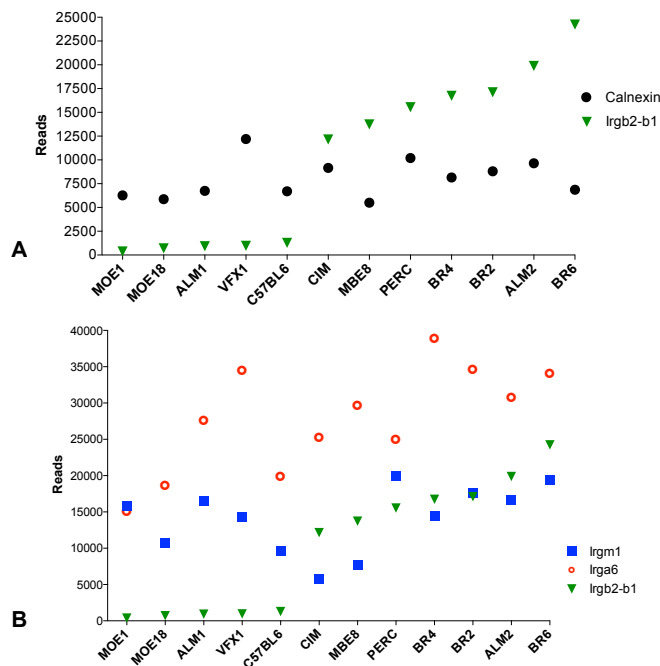 25000
22500
20000
17500
15000
12500
10000
7500
5000
2500
0
Reads
Calnexin
Irgb2-b1
A
MOE1
MOE18
ALM1
VFX1
C57BL6
CIM
MBE8
PERC
BR4
BR2
ALM2
BR6
40000
35000
30000
25000
20000
15000
10000
5000
0
Reads
Irgm1
Irga6
Irgb2-b1
B
MOE1
MOE18
ALM1
VFX1
C57BL6
CIM
MBE8
PERC
BR4
BR2
ALM2
BR6